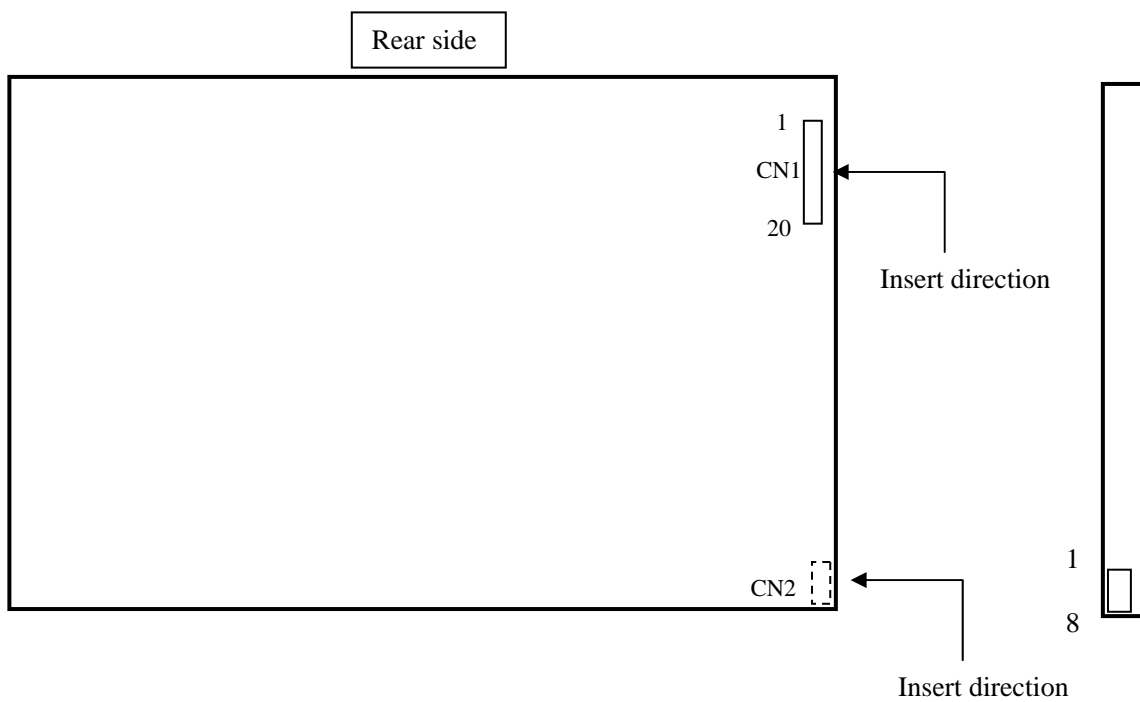 Rear side
1
CN1
20
Insert direction
1
CN2
8
Insert direction